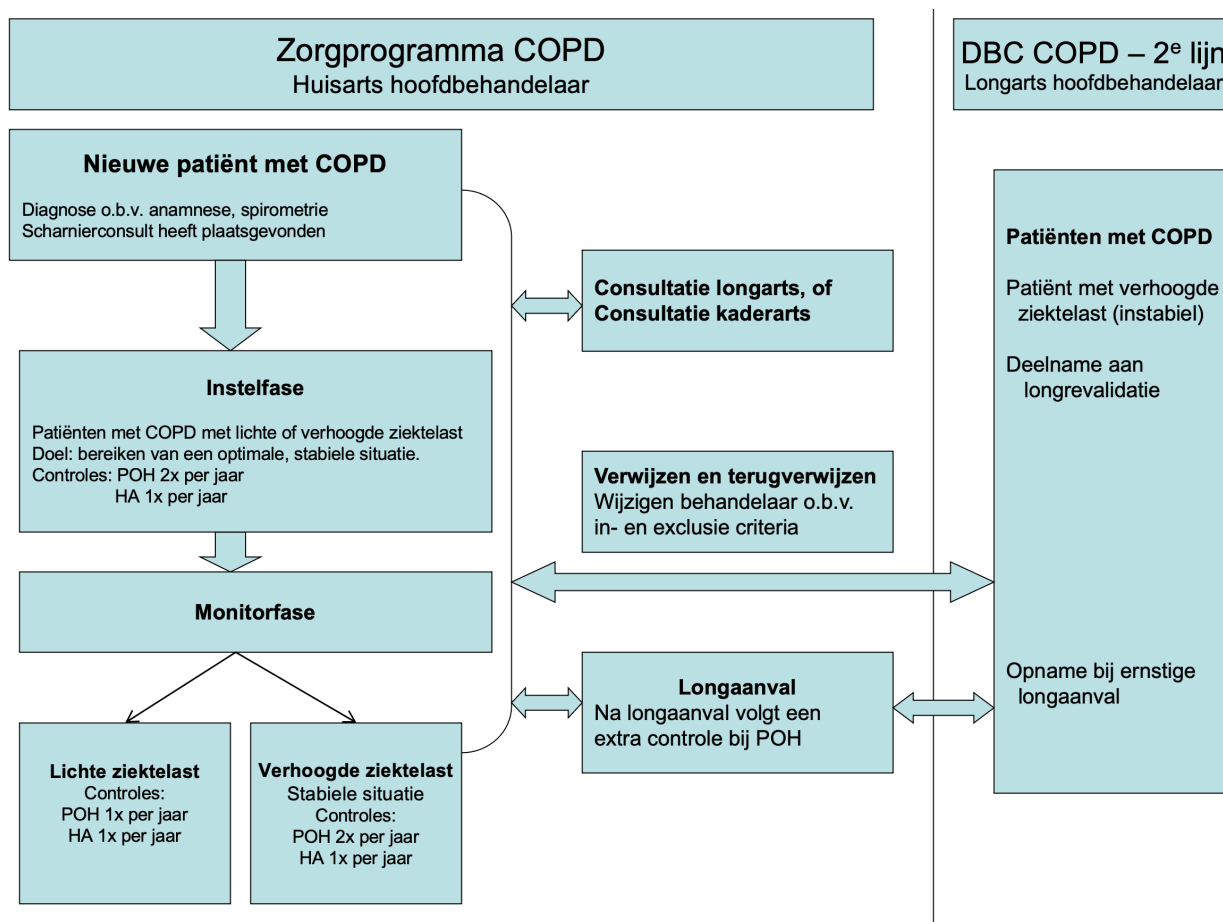 Zorgprogramma COPD
Huisarts hoofdbehandelaar
DBC COPD – 2e lijn
Longarts hoofdbehandelaar
Nieuwe patiënt met COPD
Diagnose o.b.v. anamnese, spirometrie
Scharnierconsult heeft plaatsgevonden
Instelfase
Patiënten met COPD met lichte of verhoogde ziektelast
Doel: bereiken van een optimale, stabiele situatie.
Controles: POH 2x per jaar
HA 1x per jaar
Monitorfase
Lichte ziektelast
Controles:
POH 1x per jaar
HA 1x per jaar
Verhoogde ziektelast
Stabiele situatie
Controles:
POH 2x per jaar
HA 1x per jaar
Consultatie longarts, of
Consultatie kaderarts
Verwijzen en terugverwijzen
Wijzigen behandelaar o.b.v.
in- en exclusie criteria
Longaanval
Na longaanval volgt een
extra controle bij POH
Patiënten met COPD
Patiënt met verhoogde
ziektelast (instabiel)
Deelname aan
longrevalidatie
Opname bij ernstige
longaanval